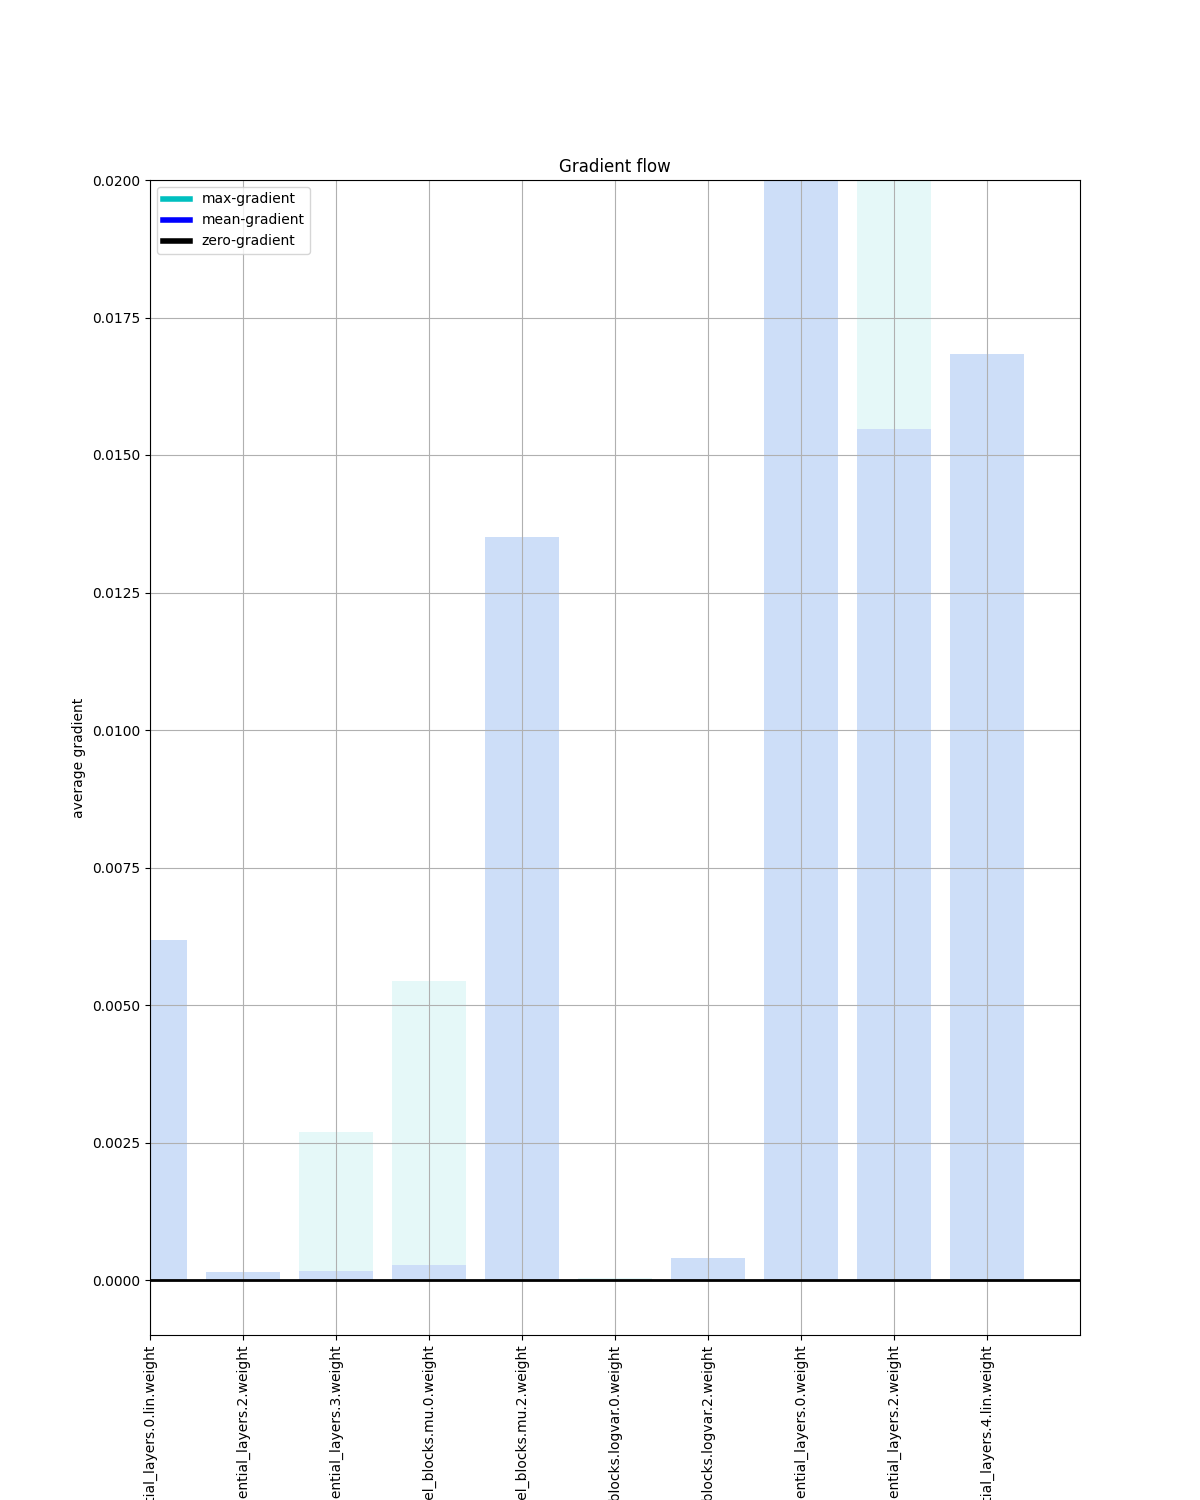 Gradient flow
max-gradient
mean-gradient
zero-gradient
0.0200
0.0175
0.0150
0.0125
0.0100
0.0075
0.0050
0.0025
0.0000
average gradient
tial_layers.0.lin.weight
ential_layers.2.weight
ential_layers.3.weight
el_blocks.mu.0.weight
el_blocks.mu.2.weight
blocks.logvar.0.weight
blocks.logvar.2.weight
ential_layers.0.weight
ential_layers.2.weight
tial_layers.4.lin.weight